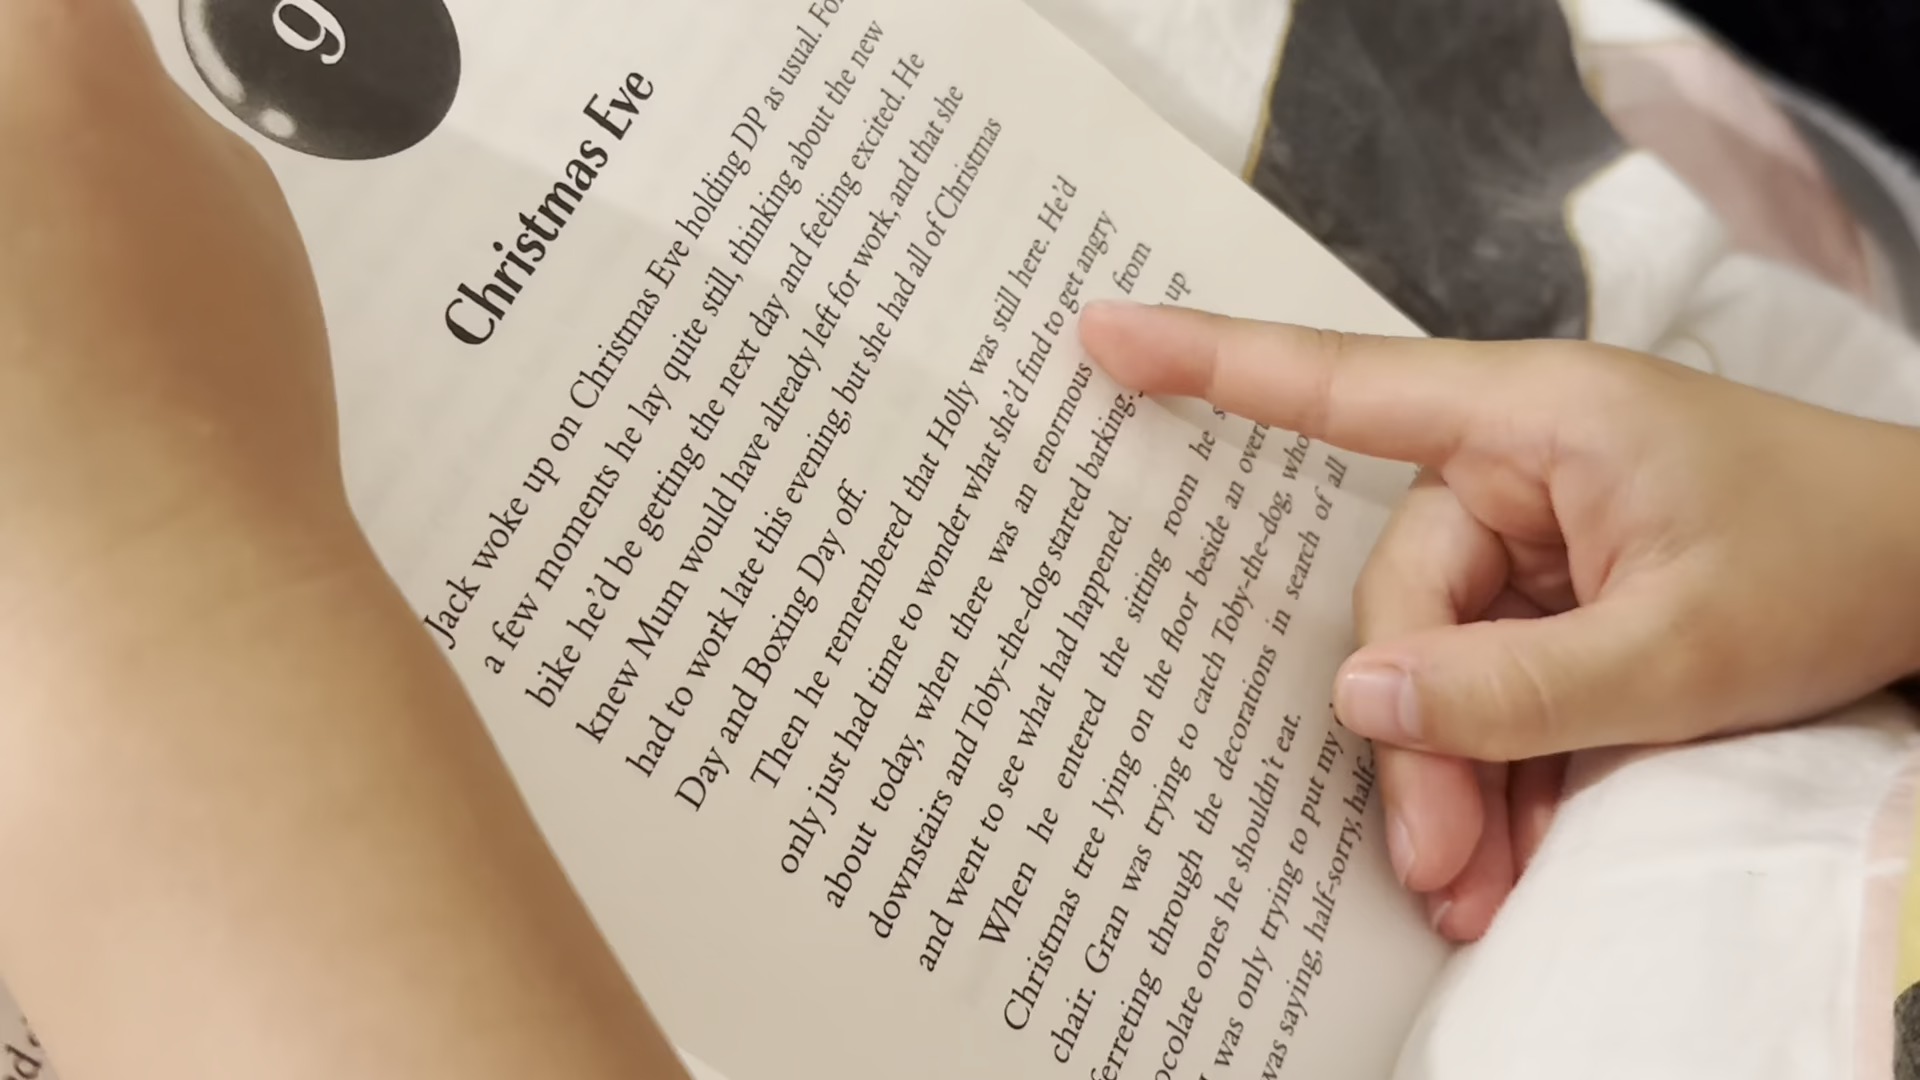 9
Christmas Eve
Jack woke up on Christmas Eve holding DP as usual. For
a few moments he lay quite still, thinking about the new
bike he'd be getting the next day and feeling excited. He
knew Mum would have already left for work, and that she
had to work late this evening, but she had all of Christmas
Day and Boxing Day off.
Then he remembered that Holly was still here. He'd
only just had time to wonder what she'd find to get angry
about today, when there was an enormous from
downstairs and Toby-the-dog started barking. up
and went to see what had happened.
When he entered the sitting room he
Christmas tree lying on the floor beside an
chair. Gran was trying to catch Toby-the-dog, who
ferreting through the decorations in search of all
ocolate ones he shouldn't eat.
I was only trying to put my
was saying, half-sorry, half-